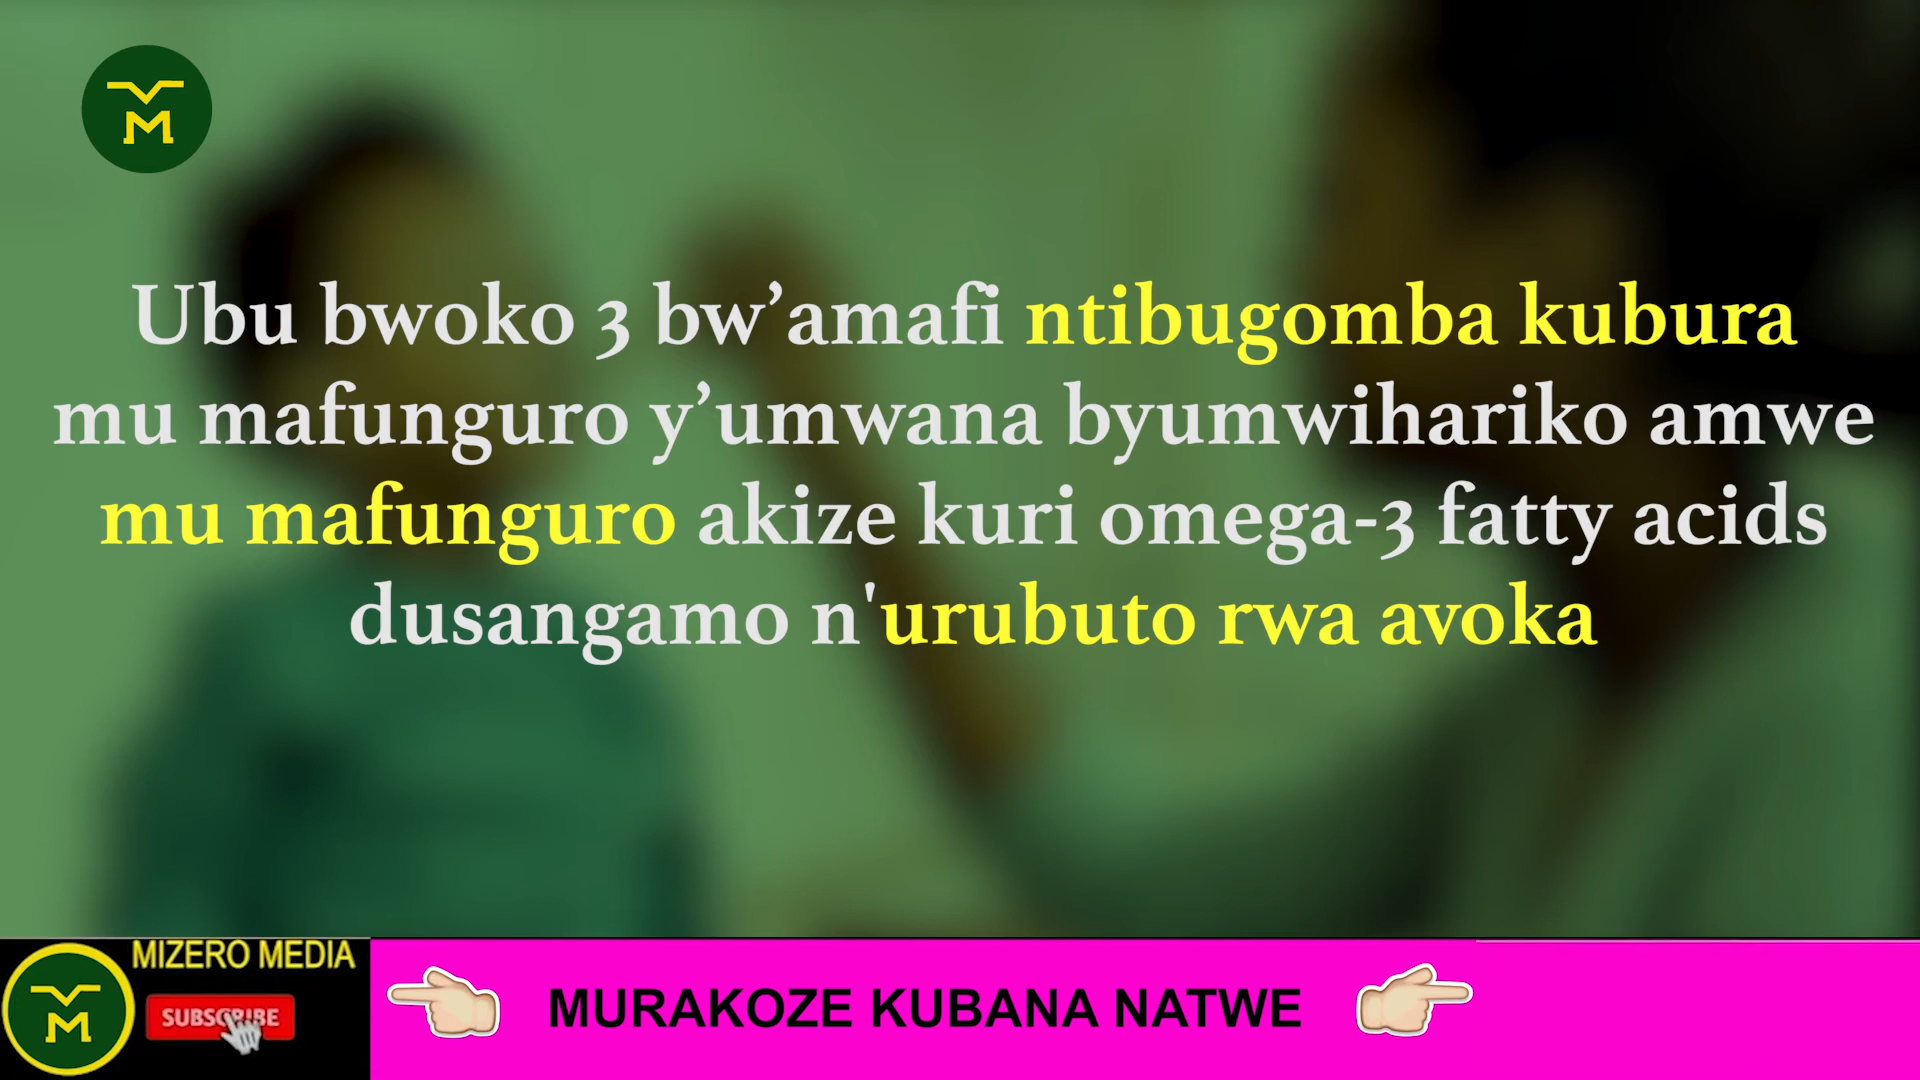 Ubu bwoko 3 bw’amafi ntibugomba kubura
mu mafunguro y’umwana byumwihariko amwe
mu mafunguro akize kuri omega-3 fatty acids
dusangamo n'urubuto rwa avoka
MIZERO MEDIA
SUBSCRIBE
MURAKOZE KUBANA NATWE